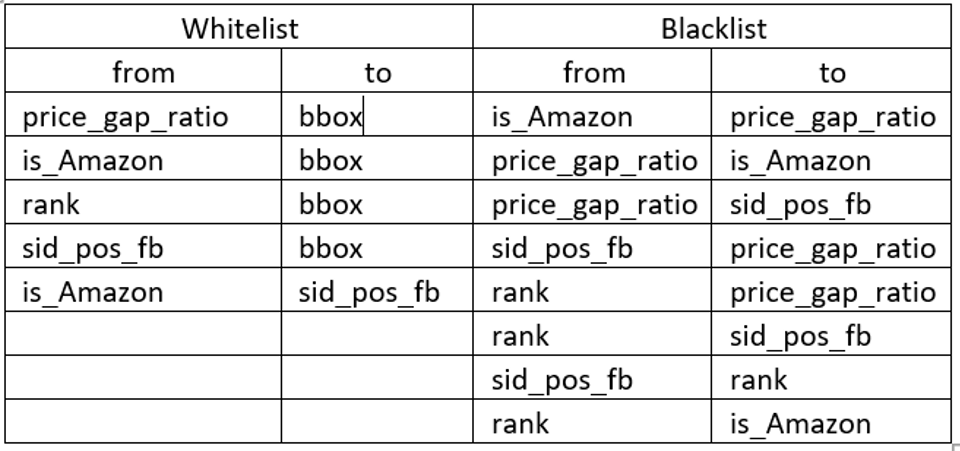 Whitelist Blacklist
from to from to
price_gap_ratio bbox is_Amazon price_gap_ratio
is_Amazon bbox price_gap_ratio is_Amazon
rank bbox price_gap_ratio sid_pos_fb
sid_pos_fb bbox sid_pos_fb price_gap_ratio
is_Amazon sid_pos_fb rank price_gap_ratio
rank sid_pos_fb
sid_pos_fb rank
rank is_Amazon